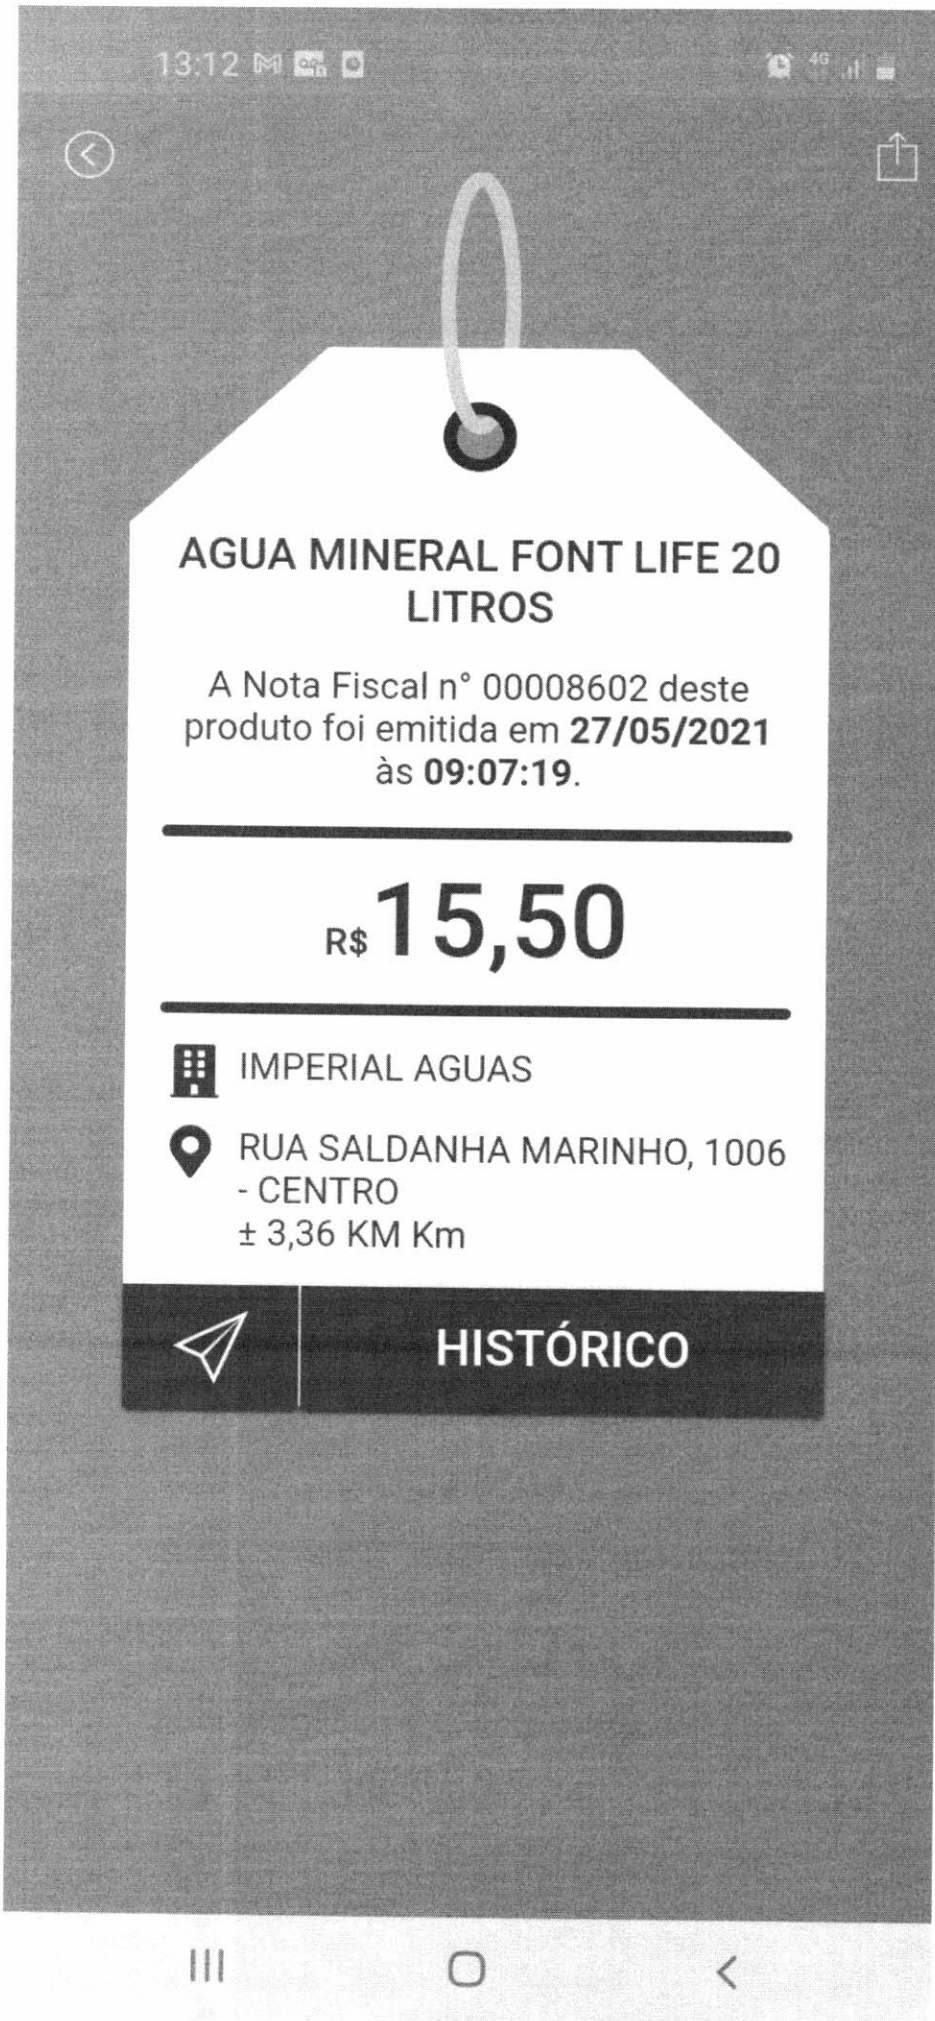 13:12
4G
AGUA MINERAL FONT LIFE 20
LITROS
A Nota Fiscal n° 00008602 deste
produto foi emitida em 27/05/2021
às 09:07:19.
R$ 15,50
IMPERIAL AGUAS
RUA SALDANHA MARINHO, 1006
- CENTRO
± 3,36 KM Km
HISTÓRICO